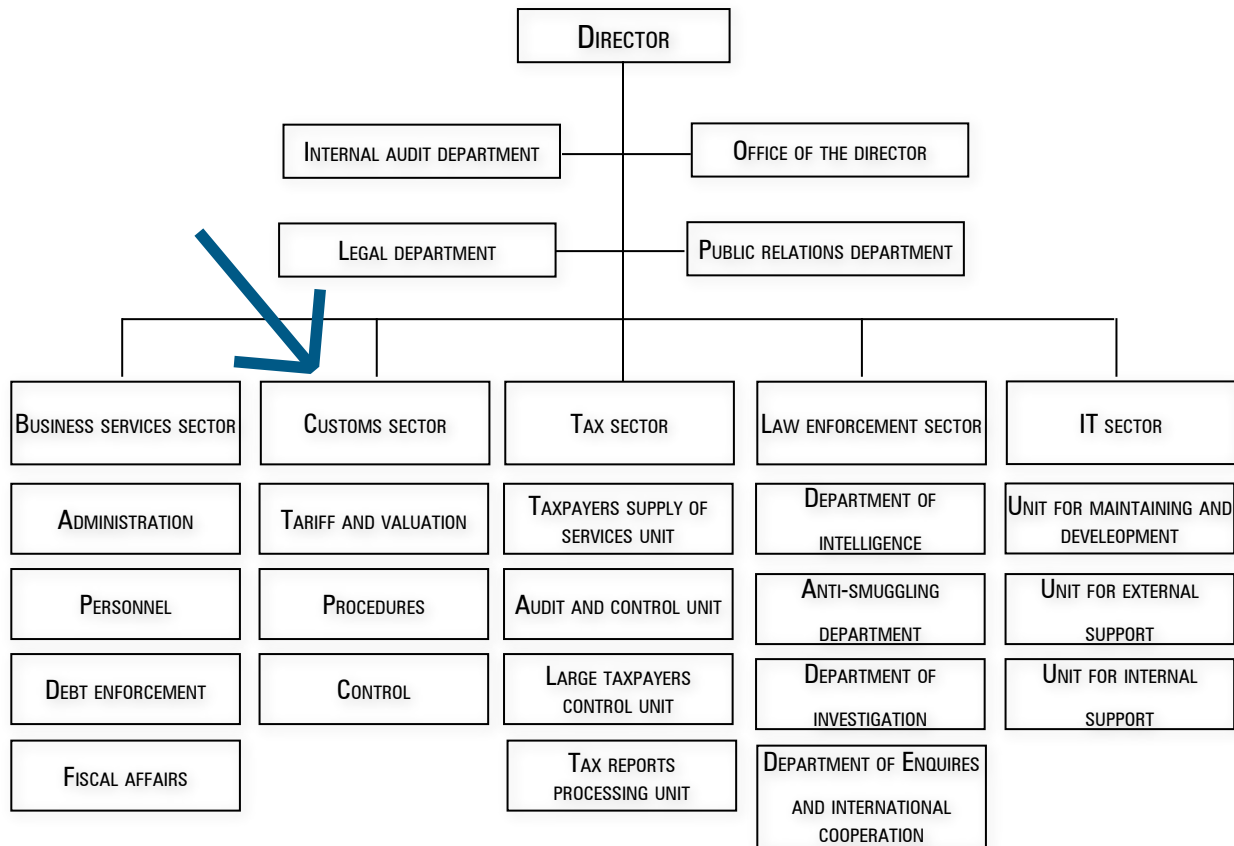 DIRECTOR
INTERNAL AUDIT DEPARTMENT
OFFICE OF THE DIRECTOR
LEGAL DEPARTMENT
PUBLIC RELATIONS DEPARTMENT
BUSINESS SERVICES SECTOR
CUSTOMS SECTOR
TAX SECTOR
LAW ENFORCEMENT SECTOR
IT SECTOR
ADMINISTRATION
PERSONNEL
DEBT ENFORCEMENT
FISCAL AFFAIRS
TARIFF AND VALUATION
PROCEDURES
CONTROL
TAXPAYERS SUPPLY OF
SERVICES UNIT
AUDIT AND CONTROL UNIT
LARGE TAXPAYERS
CONTROL UNIT
TAX REPORTS
PROCESSING UNIT
DEPARTMENT OF
INTELLIGENCE
ANTI-SMUGGLING
DEPARTMENT
DEPARTMENT OF
INVESTIGATION
DEPARTMENT OF ENQUIRES
AND INTERNATIONAL
COOPERATION
UNIT FOR MAINTAINING AND
DEVELEOPMENT
UNIT FOR EXTERNAL
SUPPORT
UNIT FOR INTERNAL
SUPPORT